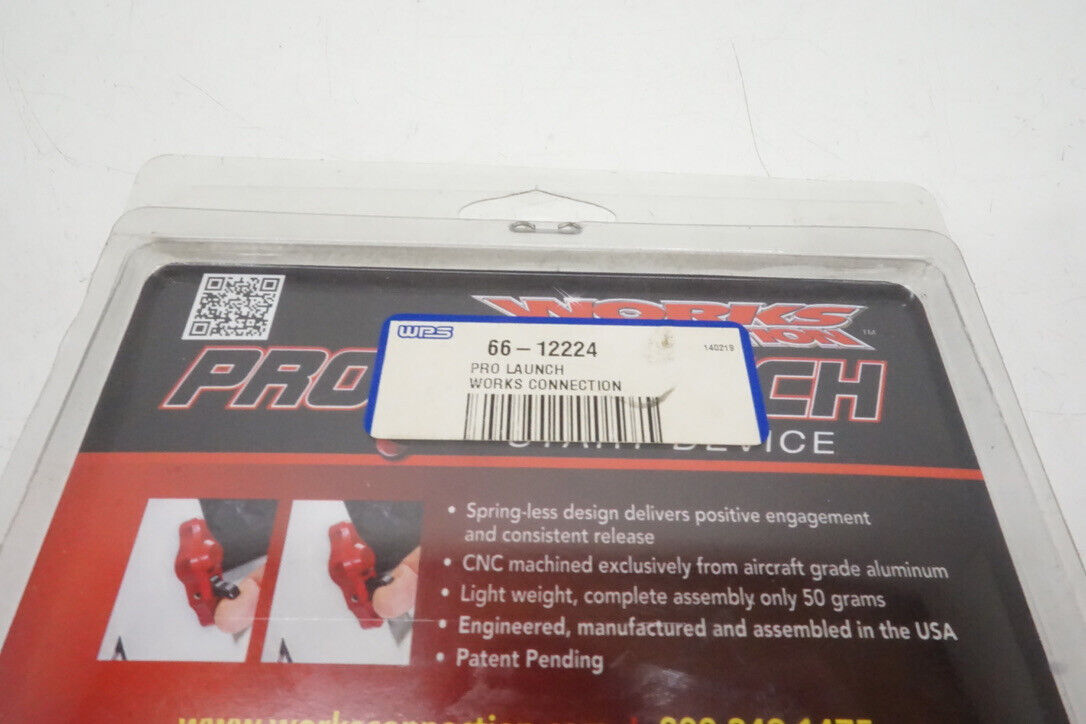 WORKS
TM
WPS
66-12224
140219
PRO LAUNCH
WORKS CONNECTION
PRO
CH
DEVICE
• Spring-less design delivers positive engagement
and consistent release
• CNC machined exclusively from aircraft grade aluminum
• Light weight, complete assembly only 50 grams
• Engineered, manufactured and assembled in the USA
• Patent Pending